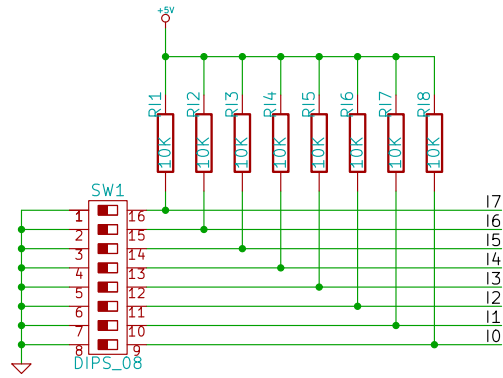 +5V
RI1 RI2 RI3 RI4 RI5 RI6 RI7 RI8
10K 10K 10K 10K 10K 10K 10K 10K
SW1
1 16 I7
2 15 I6
3 14 I5
4 13 I4
5 12 I3
6 11 I2
7 10 I1
8 9 I0
DIPS_08